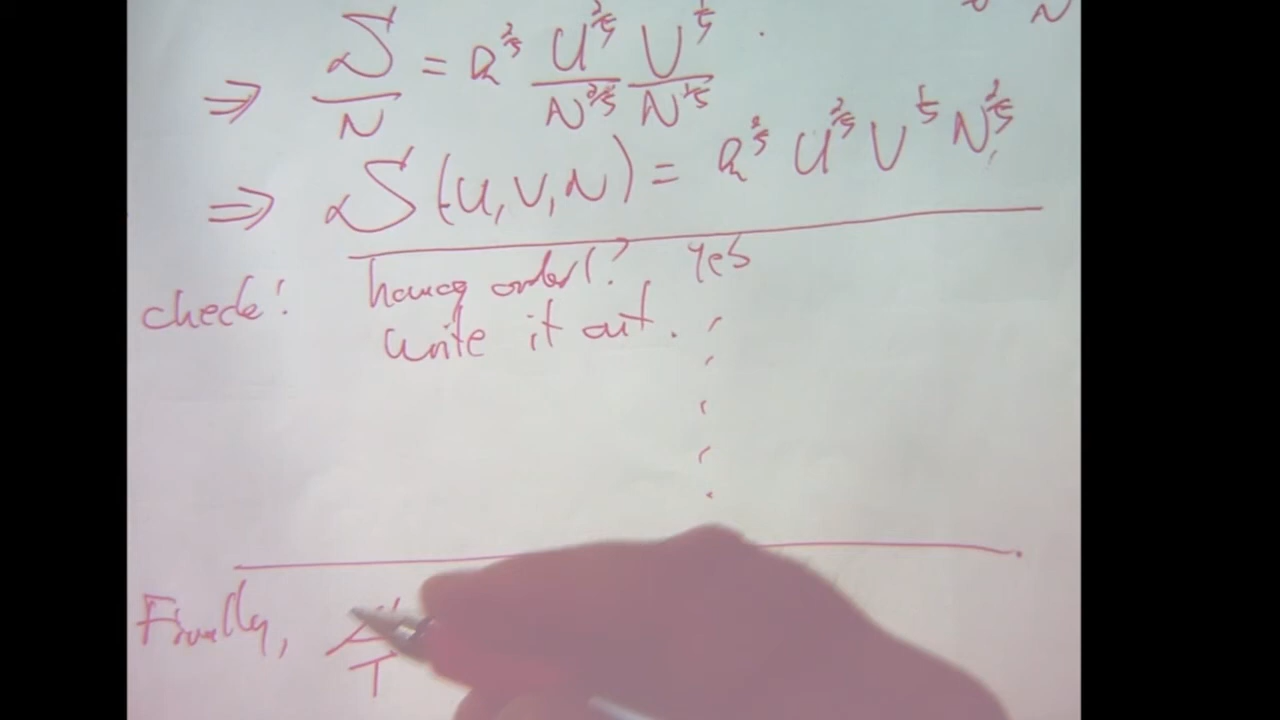 ⇒ S/N = R^{2/5} U^{2/5}/N^{2/5} V^{1/5}/N^{1/5} .
⇒ S(U,V,N) = R^{2/5} U^{2/5} V^{1/5} N^{2/5}
check! homog order 1? yes
write it out.
Finally, 1/T